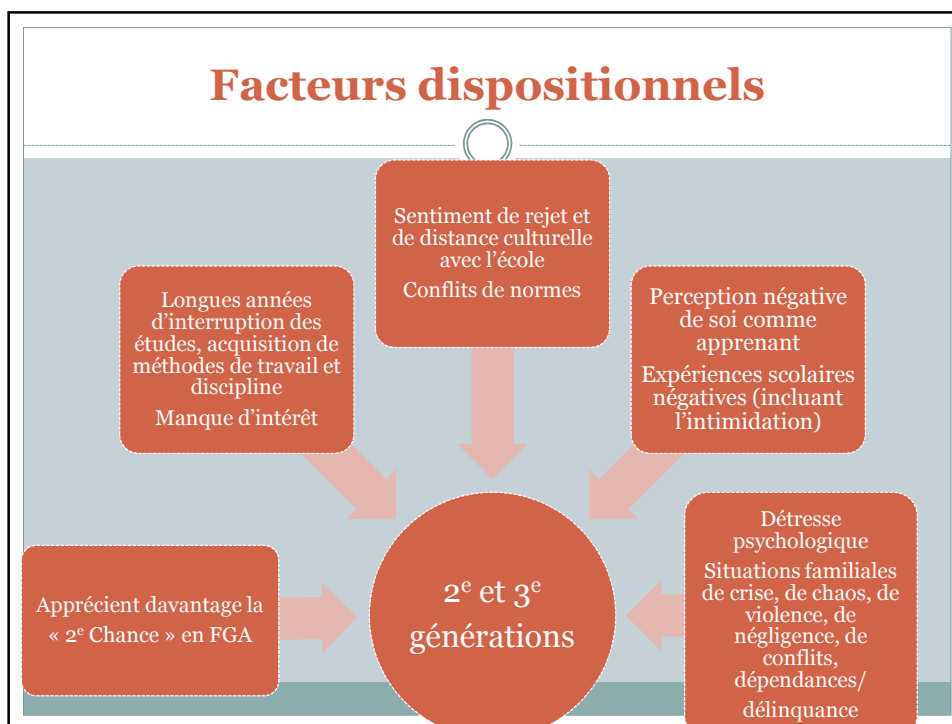 Facteurs dispositionnels
Sentiment de rejet et
de distance culturelle
avec l’école
Conflits de normes
Longues années
d’interruption des
études, acquisition de
méthodes de travail et
discipline
Manque d’intérêt
Perception négative
de soi comme
apprenant
Expériences scolaires
négatives (incluant
l’intimidation)
Apprécient davantage la
« 2e Chance » en FGA
2e et 3e
générations
Détresse
psychologique
Situations familiales
de crise, de chaos, de
violence, de
négligence, de
conflits,
dépendances/
délinquance